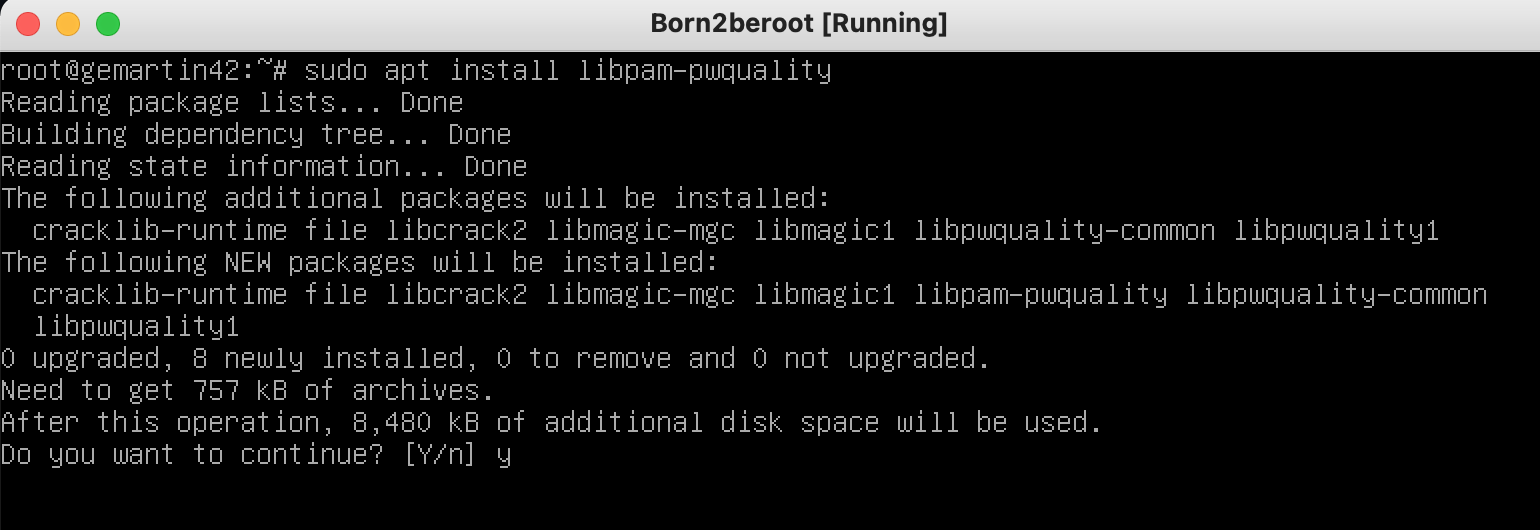 Born2beroot [Running]
root@gemartin42:~# sudo apt install libpam-pwquality
Reading package lists... Done
Building dependency tree... Done
Reading state information... Done
The following additional packages will be installed:
  cracklib-runtime file libcrack2 libmagic-mgc libmagic1 libpwquality-common libpwquality1
The following NEW packages will be installed:
  cracklib-runtime file libcrack2 libmagic-mgc libmagic1 libpam-pwquality libpwquality-common
  libpwquality1
0 upgraded, 8 newly installed, 0 to remove and 0 not upgraded.
Need to get 757 kB of archives.
After this operation, 8,480 kB of additional disk space will be used.
Do you want to continue? [Y/n] y